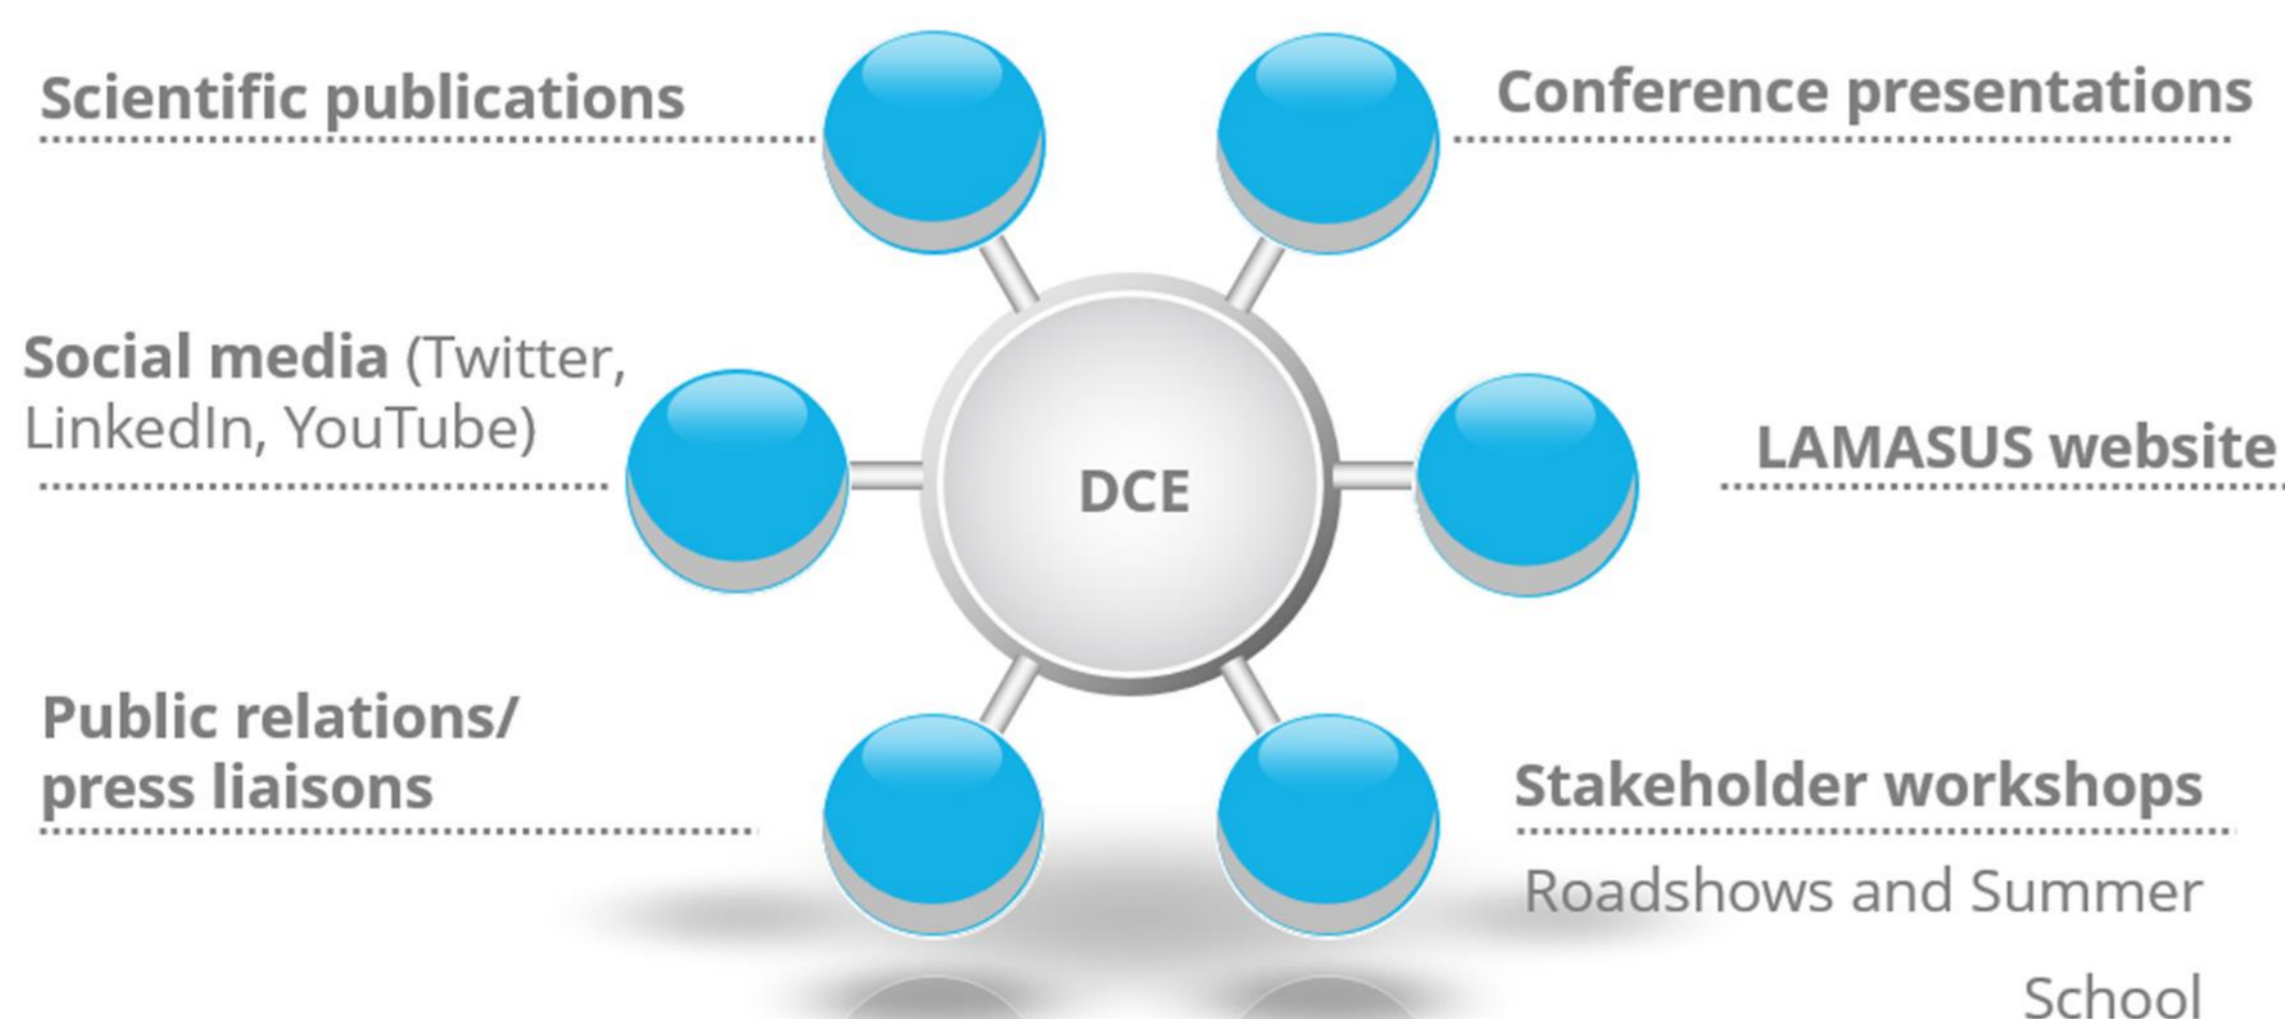 Scientific publications
Conference presentations
Social media (Twitter,
LinkedIn, YouTube)
DCE
LAMASUS website
Public relations/
press liaisons
Stakeholder workshops
Roadshows and Summer
School